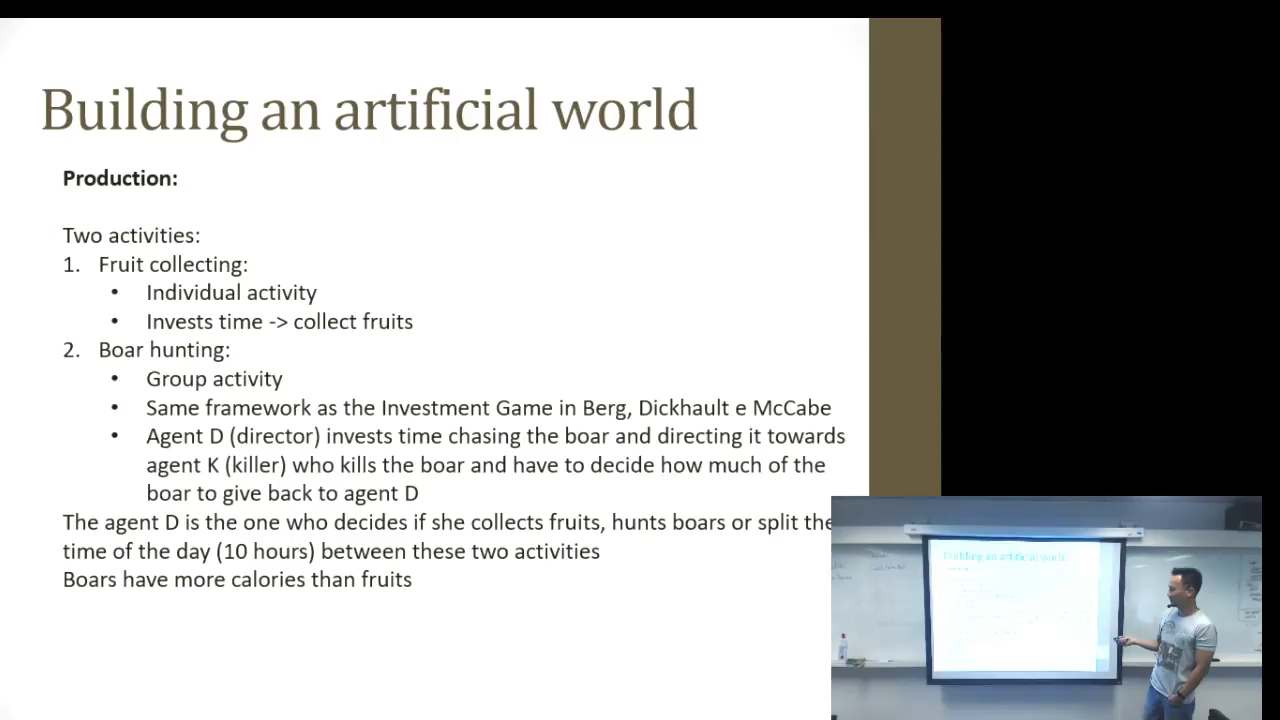 Building an artificial world
Production:
Two activities:
1. Fruit collecting:
• Individual activity
• Invests time -> collect fruits
2. Boar hunting:
• Group activity
• Same framework as the Investment Game in Berg, Dickhault e McCabe
• Agent D (director) invests time chasing the boar and directing it towards
agent K (killer) who kills the boar and have to decide how much of the
boar to give back to agent D
The agent D is the one who decides if she collects fruits, hunts boars or split the
time of the day (10 hours) between these two activities
Boars have more calories than fruits
Building an artificial world